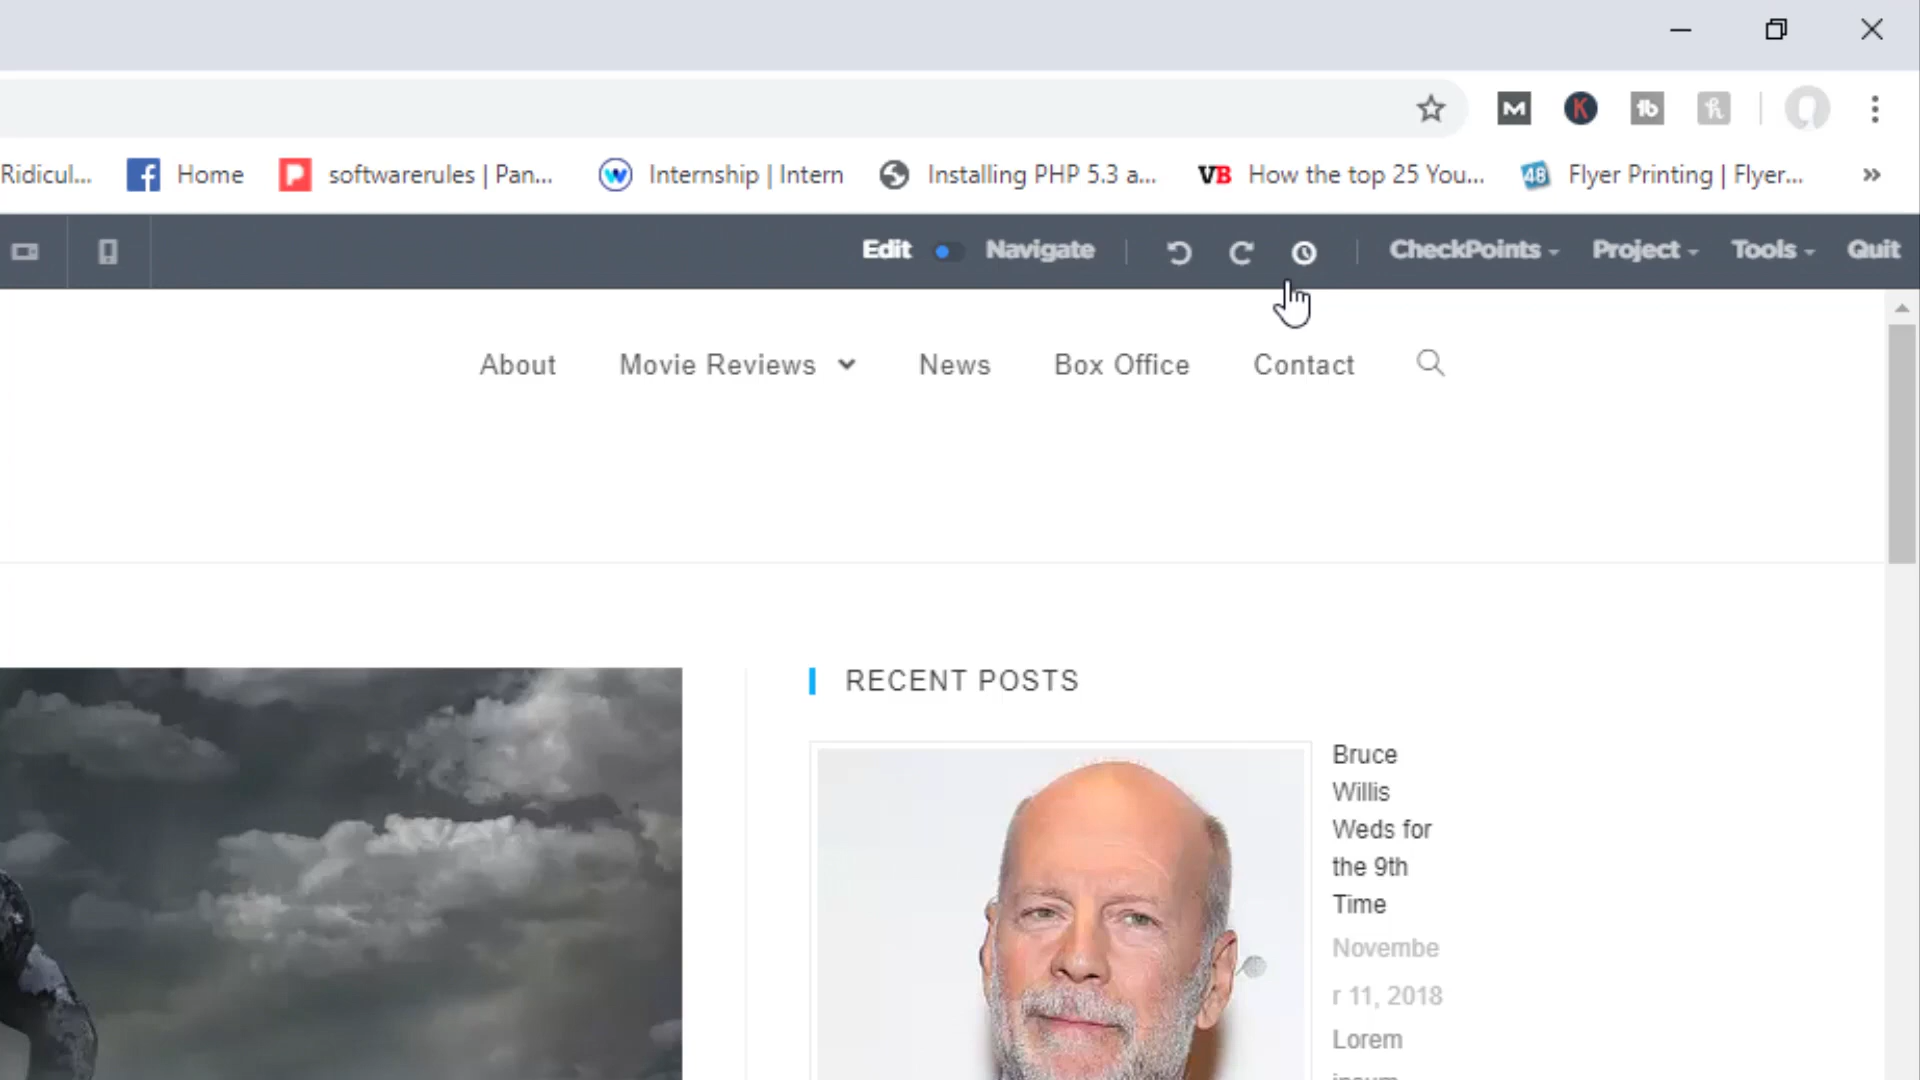 Ridicul... Home softwarerules | Pan... Internship | Intern Installing PHP 5.3 a... VB How the top 25 You... 48 Flyer Printing | Flyer... »
Edit Navigate CheckPoints Project Tools Quit
About Movie Reviews News Box Office Contact
RECENT POSTS
Bruce
Willis
Weds for
the 9th
Time
Novembe
r 11, 2018
Lorem